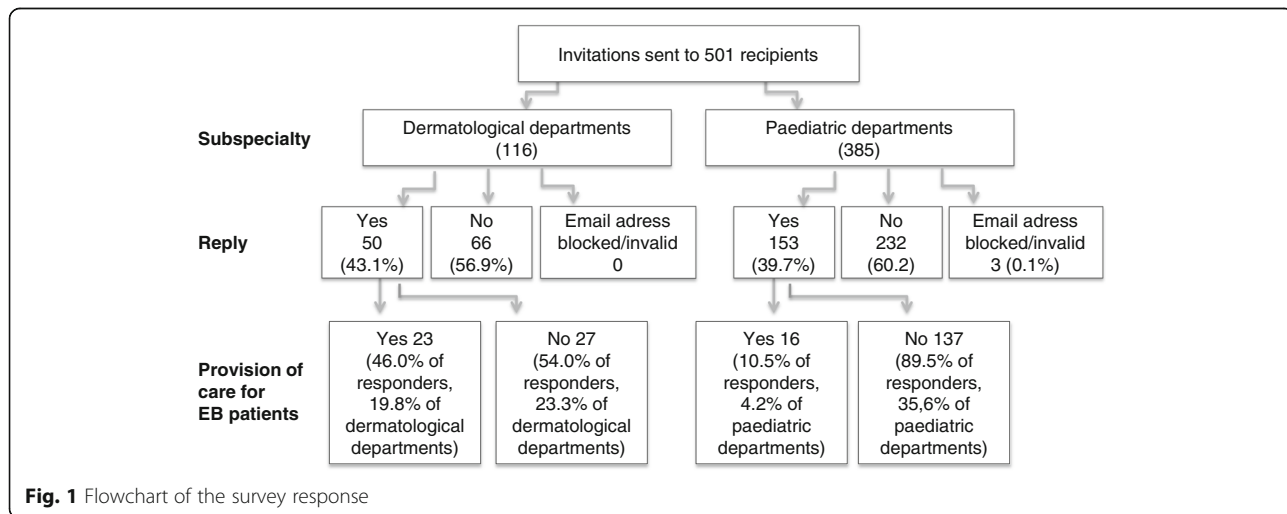 Invitations sent to 501 recipients
Subspecialty
Dermatological departments
(116)
Paediatric departments
(385)
Reply
Yes
50
(43.1%)
No
66
(56.9%)
Email adress
blocked/invalid
0
Yes
153
(39.7%)
No
232
(60.2)
Email adress
blocked/invalid
3 (0.1%)
Provision of
care for
EB patients
Yes 23
(46.0% of
responders,
19.8% of
dermatological
departments)
No 27
(54.0% of
responders,
23.3% of
dermatological
departments)
Yes 16
(10.5% of
responders,
4.2% of
paediatric
departments)
No 137
(89.5% of
responders,
35,6% of
paediatric
departments)
Fig. 1 Flowchart of the survey response